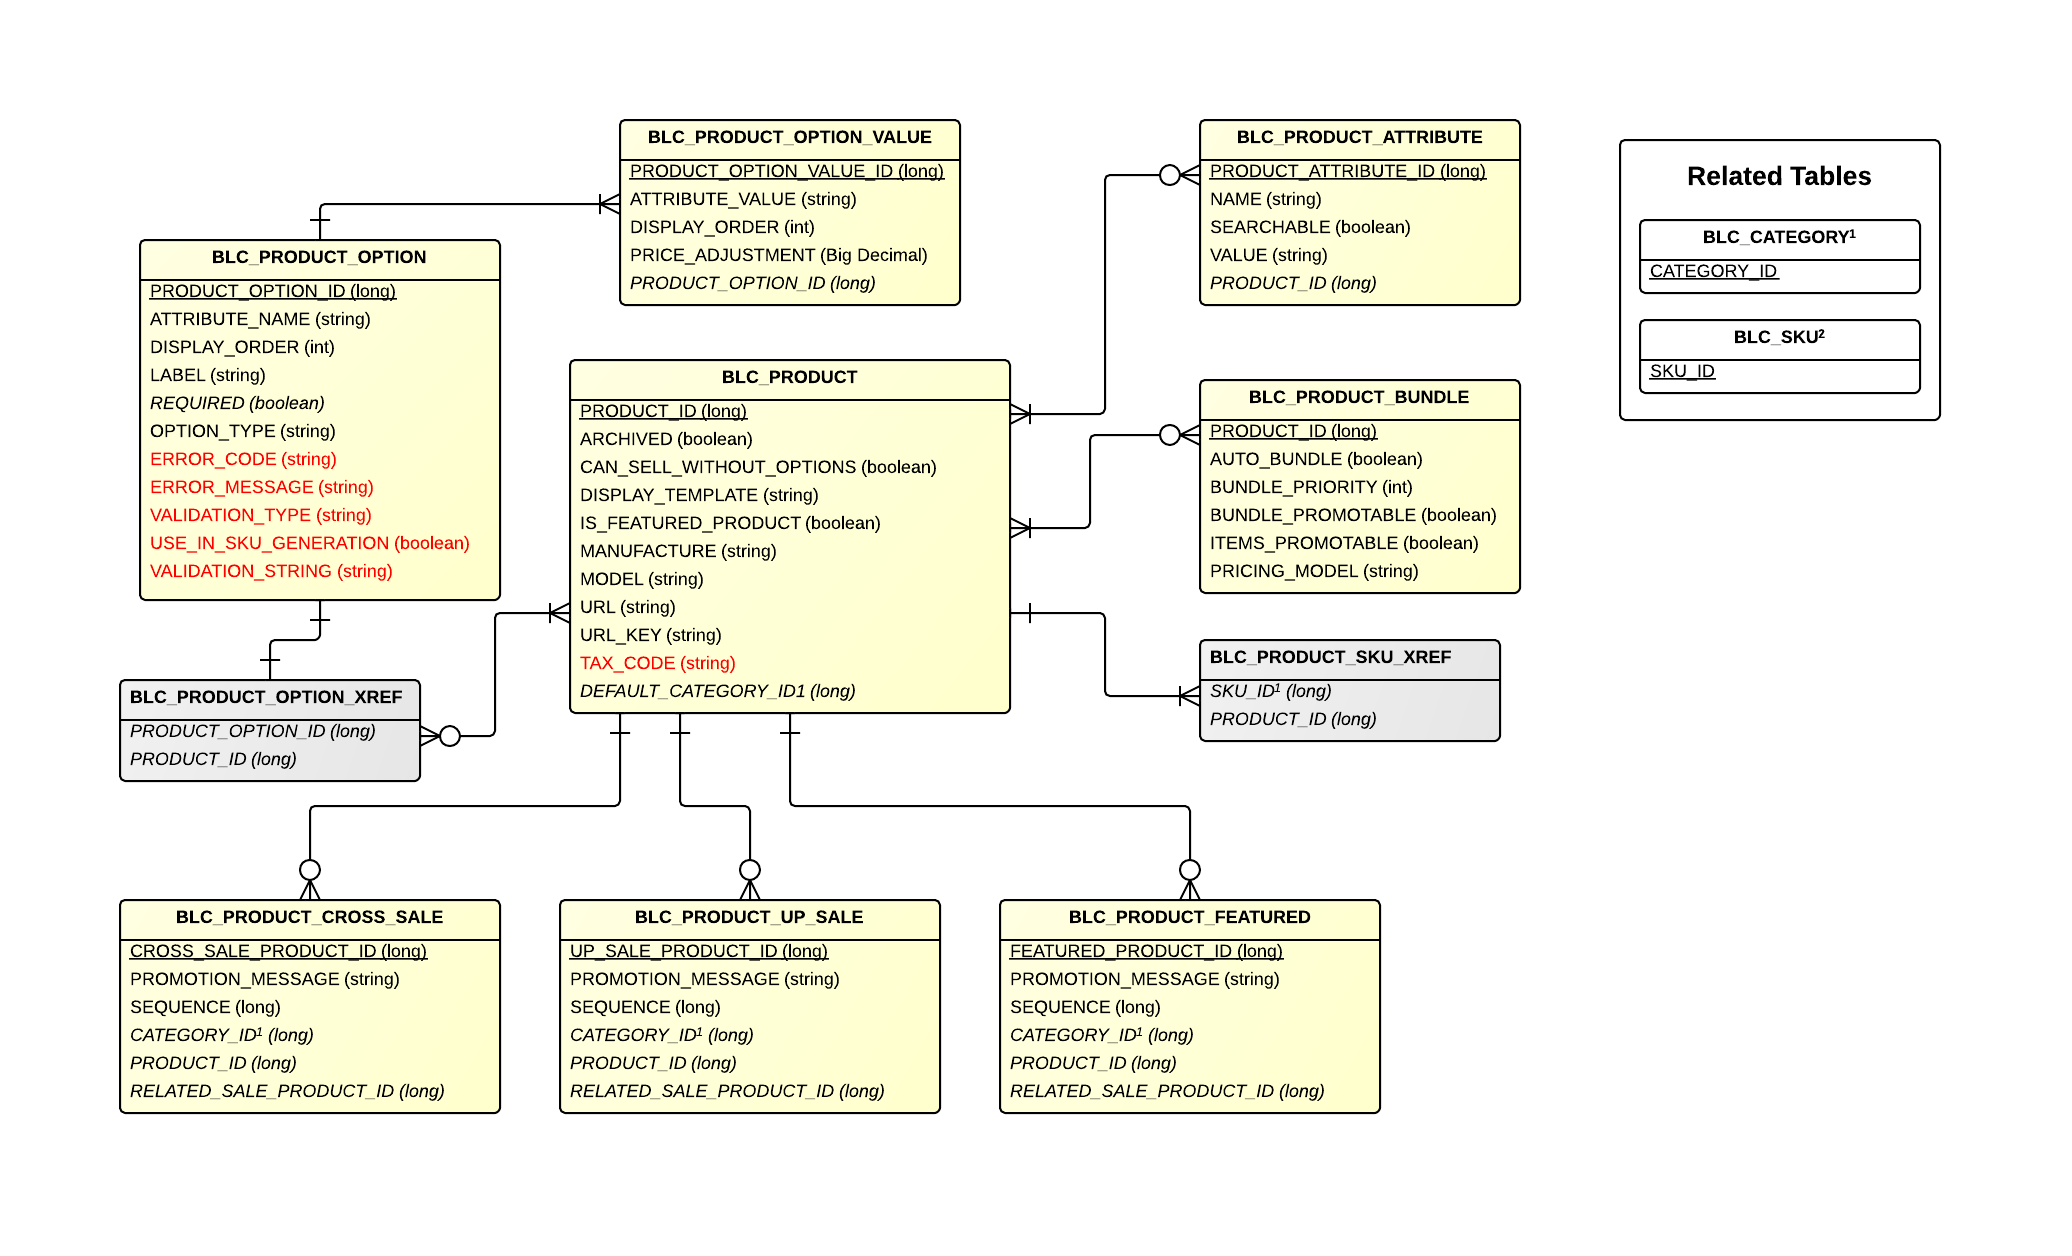 BLC_PRODUCT_OPTION_VALUE
PRODUCT_OPTION_VALUE_ID (long)
ATTRIBUTE_VALUE (string)
DISPLAY_ORDER (int)
PRICE_ADJUSTMENT (Big Decimal)
PRODUCT_OPTION_ID (long)
BLC_PRODUCT_ATTRIBUTE
PRODUCT_ATTRIBUTE_ID (long)
NAME (string)
SEARCHABLE (boolean)
VALUE (string)
PRODUCT_ID (long)
Related Tables
BLC_CATEGORY¹
CATEGORY_ID
BLC_SKU²
SKU_ID
BLC_PRODUCT_OPTION
PRODUCT_OPTION_ID (long)
ATTRIBUTE_NAME (string)
DISPLAY_ORDER (int)
LABEL (string)
REQUIRED (boolean)
OPTION_TYPE (string)
ERROR_CODE (string)
ERROR_MESSAGE (string)
VALIDATION_TYPE (string)
USE_IN_SKU_GENERATION (boolean)
VALIDATION_STRING (string)
BLC_PRODUCT
PRODUCT_ID (long)
ARCHIVED (boolean)
CAN_SELL_WITHOUT_OPTIONS (boolean)
DISPLAY_TEMPLATE (string)
IS_FEATURED_PRODUCT (boolean)
MANUFACTURE (string)
MODEL (string)
URL (string)
URL_KEY (string)
TAX_CODE (string)
DEFAULT_CATEGORY_ID1 (long)
BLC_PRODUCT_BUNDLE
PRODUCT_ID (long)
AUTO_BUNDLE (boolean)
BUNDLE_PRIORITY (int)
BUNDLE_PROMOTABLE (boolean)
ITEMS_PROMOTABLE (boolean)
PRICING_MODEL (string)
BLC_PRODUCT_OPTION_XREF
PRODUCT_OPTION_ID (long)
PRODUCT_ID (long)
BLC_PRODUCT_SKU_XREF
SKU_ID¹ (long)
PRODUCT_ID (long)
BLC_PRODUCT_CROSS_SALE
CROSS_SALE_PRODUCT_ID (long)
PROMOTION_MESSAGE (string)
SEQUENCE (long)
CATEGORY_ID¹ (long)
PRODUCT_ID (long)
RELATED_SALE_PRODUCT_ID (long)
BLC_PRODUCT_UP_SALE
UP_SALE_PRODUCT_ID (long)
PROMOTION_MESSAGE (string)
SEQUENCE (long)
CATEGORY_ID¹ (long)
PRODUCT_ID (long)
RELATED_SALE_PRODUCT_ID (long)
BLC_PRODUCT_FEATURED
FEATURED_PRODUCT_ID (long)
PROMOTION_MESSAGE (string)
SEQUENCE (long)
CATEGORY_ID¹ (long)
PRODUCT_ID (long)
RELATED_SALE_PRODUCT_ID (long)